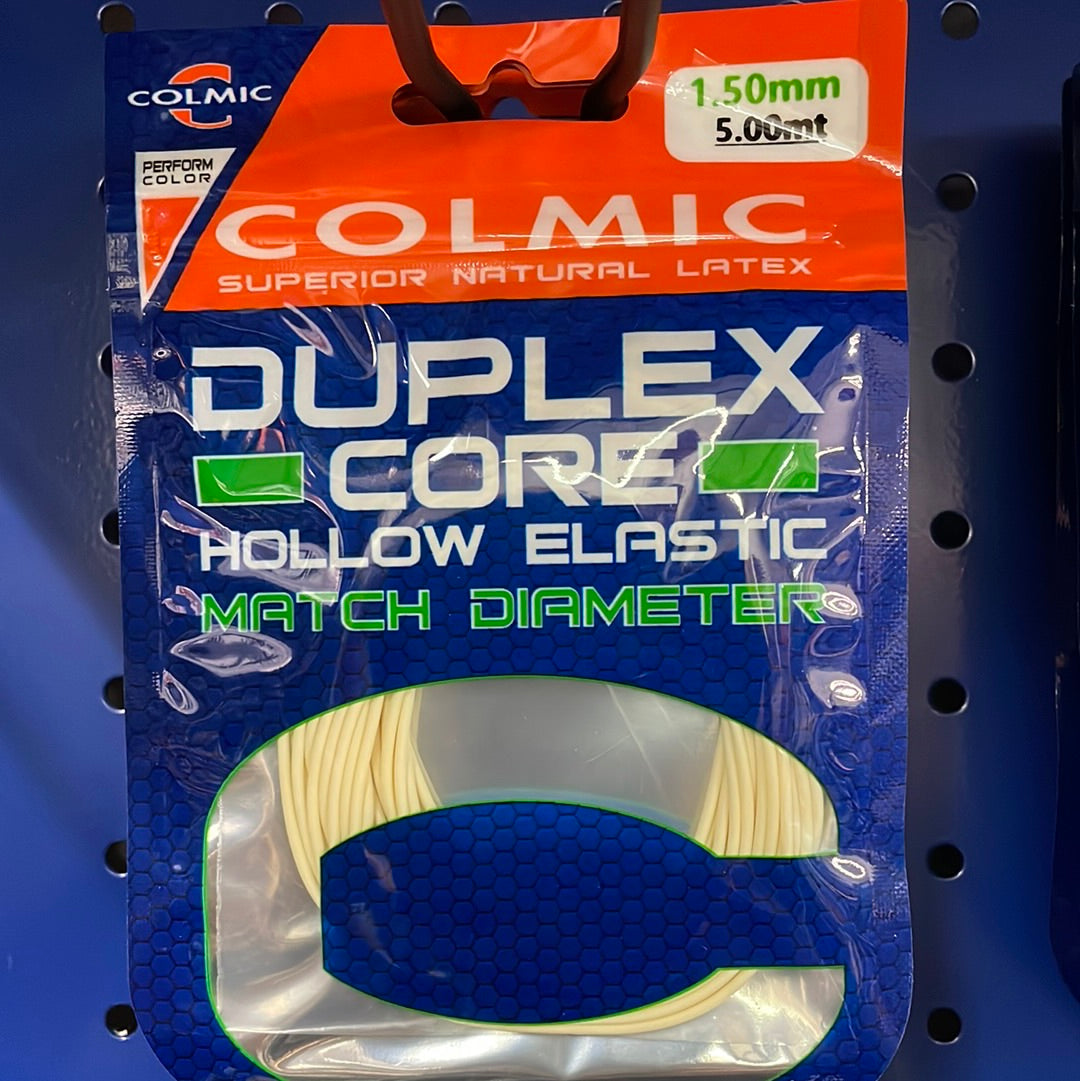 COLMIC
PERFORM
COLOR
1.50mm
5.00mt
COLMIC
SUPERIOR NATURAL LATEX
DUPLEX
CORE
HOLLOW ELASTIC
MATCH DIAMETER